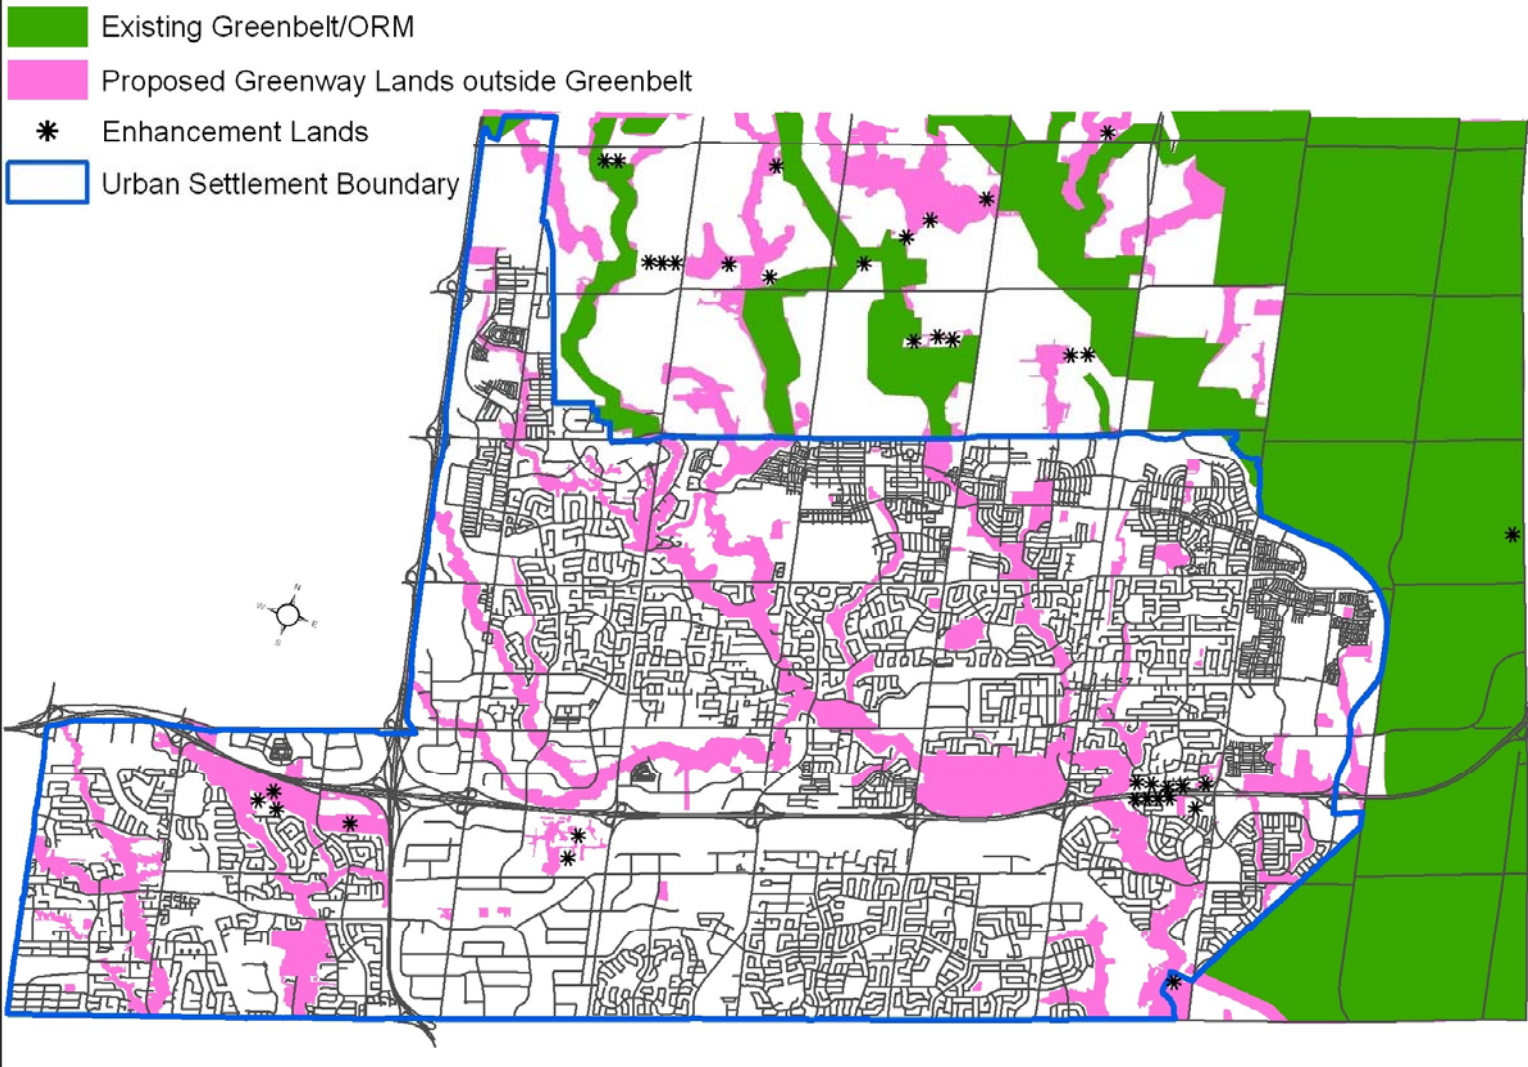 Existing Greenbelt/ORM
Proposed Greenway Lands outside Greenbelt
Enhancement Lands
Urban Settlement Boundary
N
W
E
S